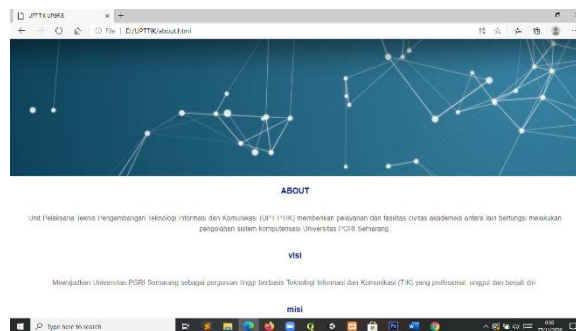 UPTTIK UPGRIS
File | D:/UPTTIK/about.html
ABOUT
Unit Pelaksana Teknis Pengembangan Teknologi Informasi dan Komunikasi (UPT PTIK) memberikan pelayanan dan fasilitas civitas akademika antara lain berfungsi melakukan
pengolahan sistem komputerisasi Universitas PGRI Semarang.
visi
Mewujudkan Universitas PGRI Semarang sebagai perguruan tinggi berbasis Teknologi Informasi dan Komunikasi (TIK) yang profesional, unggul dan berjati diri
misi
Type here to search